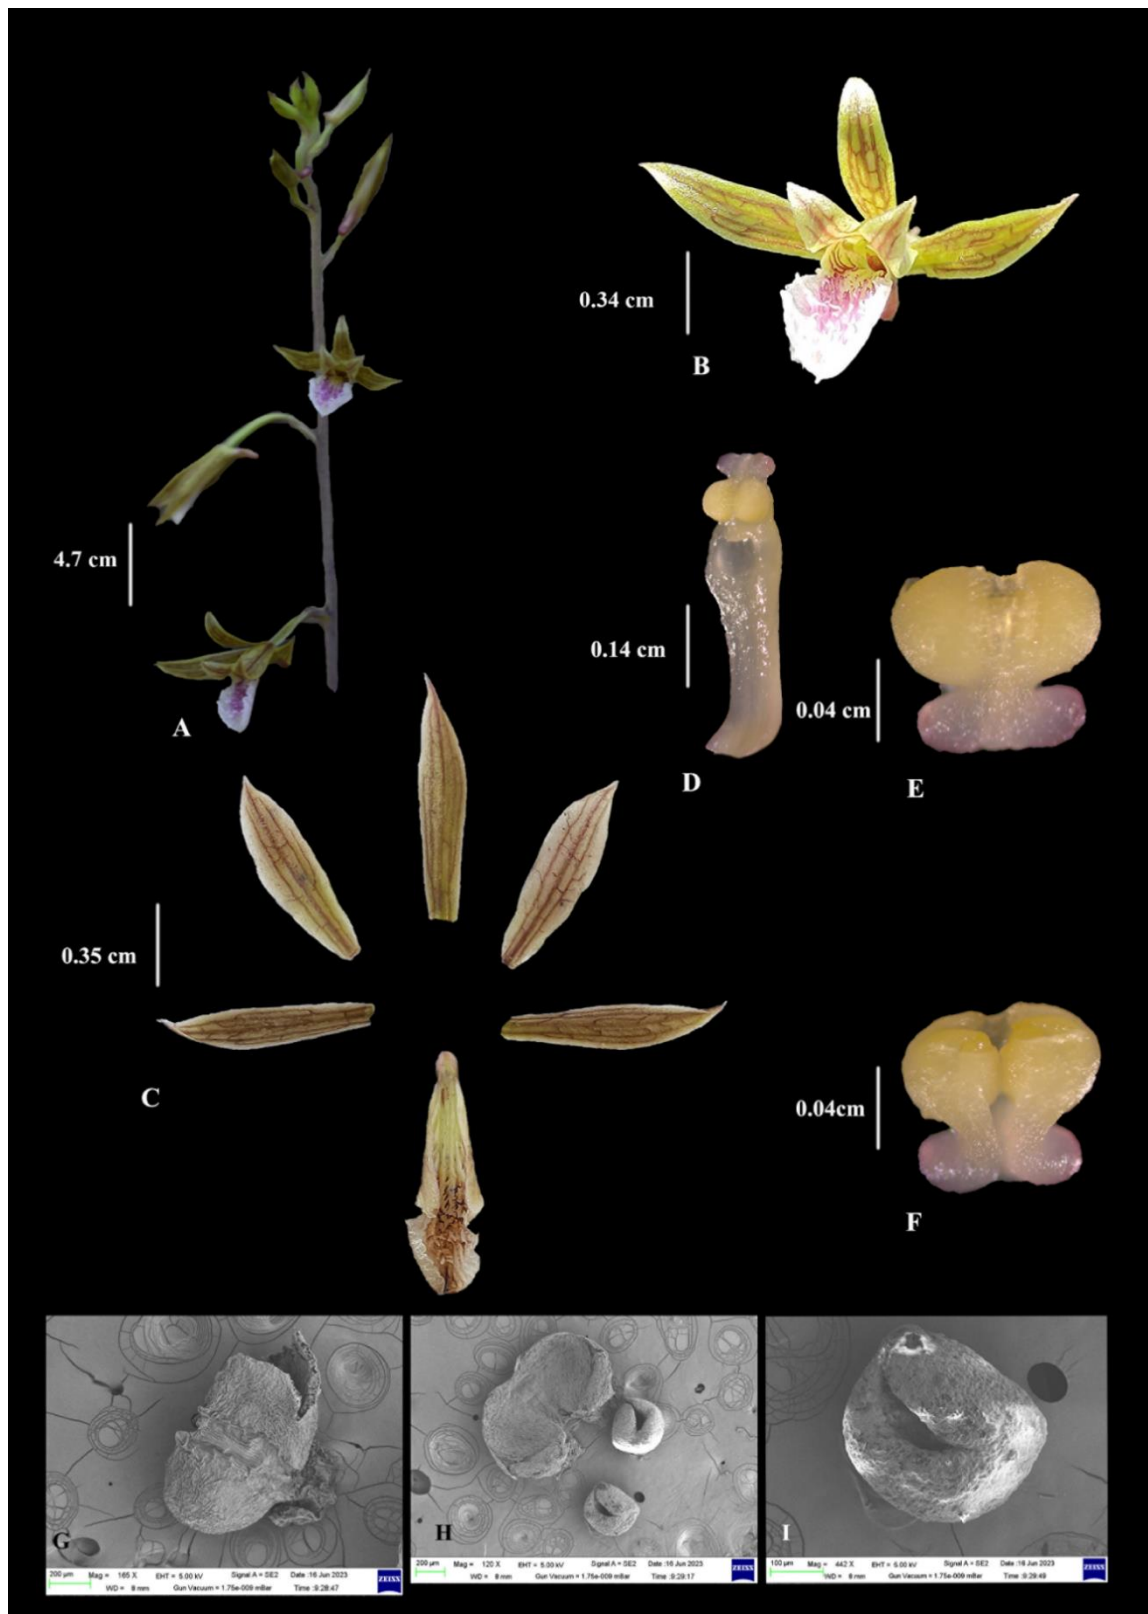 0.34 cm
B
4.7 cm
A
0.14 cm
D
0.04 cm
E
0.35 cm
C
0.04cm
F
G
H
I
200 µm Mag = 165 X EHT = 5.00 kV Signal A = SE2 Date :16 Jun 2023
WD = 8 mm Gun Vacuum = 1.75e-009 mBar Time :9:28:47
ZEISS
200 µm Mag = 120 X EHT = 5.00 kV Signal A = SE2 Date :16 Jun 2023
WD = 8 mm Gun Vacuum = 1.75e-009 mBar Time :9:29:17
ZEISS
100 µm Mag = 442 X EHT = 5.00 kV Signal A = SE2 Date :16 Jun 2023
WD = 8 mm Gun Vacuum = 1.75e-009 mBar Time :9:29:49
ZEISS